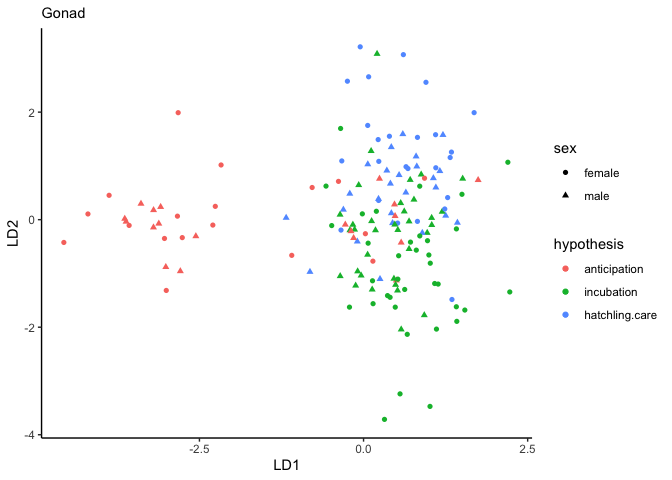 Gonad
2
0
-2
-4
LD2
-2.5
0.0
2.5
LD1
sex
female
male
hypothesis
anticipation
incubation
hatchling.care